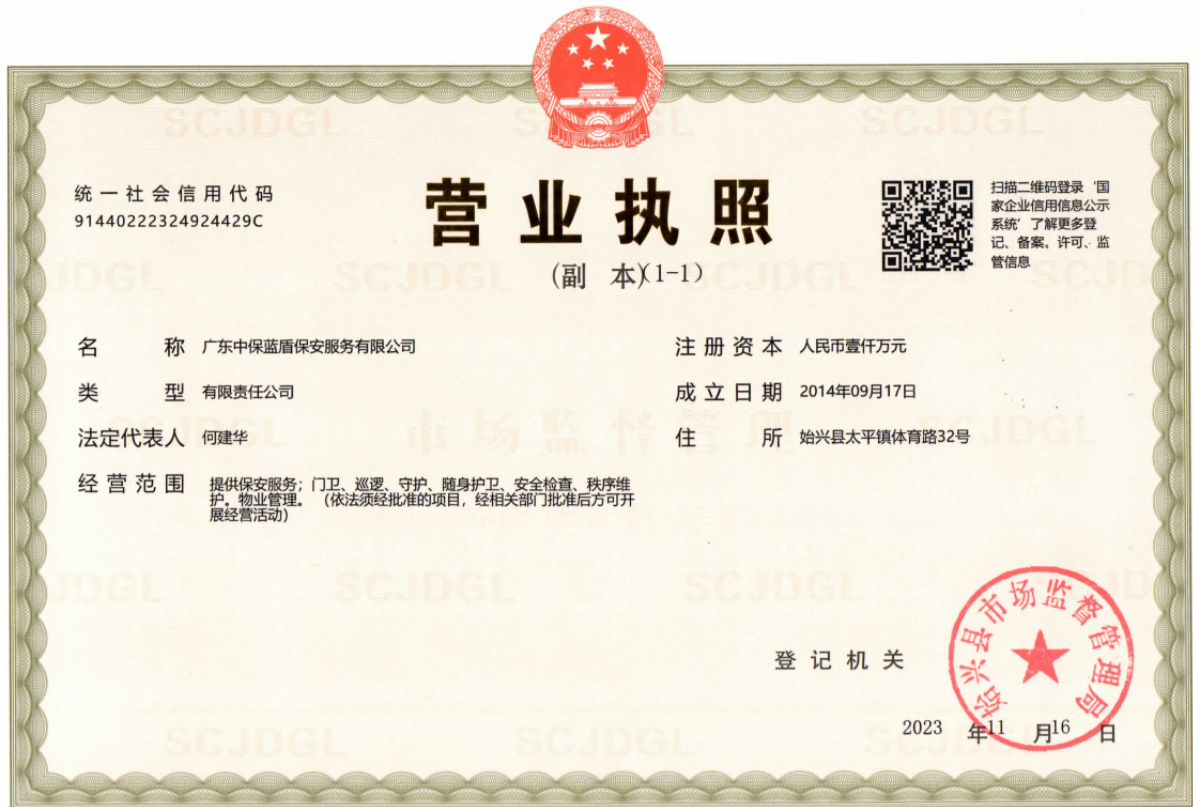 统一社会信用代码
91440222324924429C
营业执照
(副 本)(1-1)
扫描二维码登录‘国
家企业信用信息公示
系统’了解更多登
记、备案、许可、监
管信息
名 称 广东中保蓝盾保安服务有限公司
注册资本 人民币壹仟万元
类 型 有限责任公司
成立日期 2014年09月17日
法定代表人 何建华
住 所 始兴县太平镇体育路32号
经营范围 提供保安服务；门卫、巡逻、守护、随身护卫、安全检查、秩序维
护。物业管理。（依法须经批准的项目，经相关部门批准后方可开
展经营活动）
登记机关
始兴县市场监督管理局
2023 年11 月16 日
SCJDGL
市场监督管理